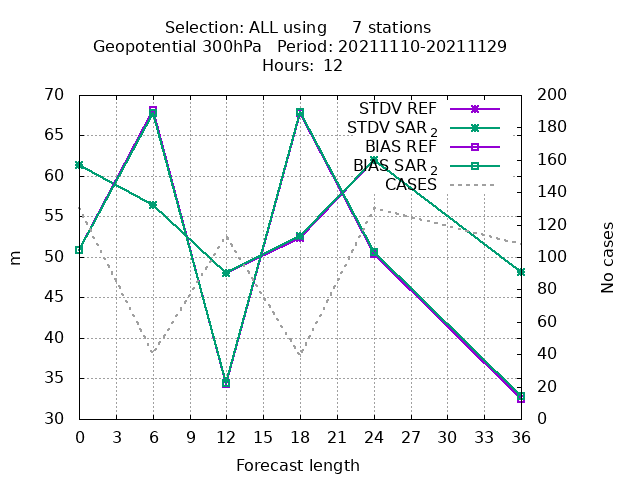 Selection: ALL using     7 stations
Geopotential 300hPa   Period: 20211110-20211129
Hours:  12
STDV REF
STDV SAR 2
BIAS REF
BIAS SAR 2
CASES
70
65
60
55
50
45
40
35
30
m
200
180
160
140
120
100
80
60
40
20
0
No cases
0 3 6 9 12 15 18 21 24 27 30 33 36
Forecast length